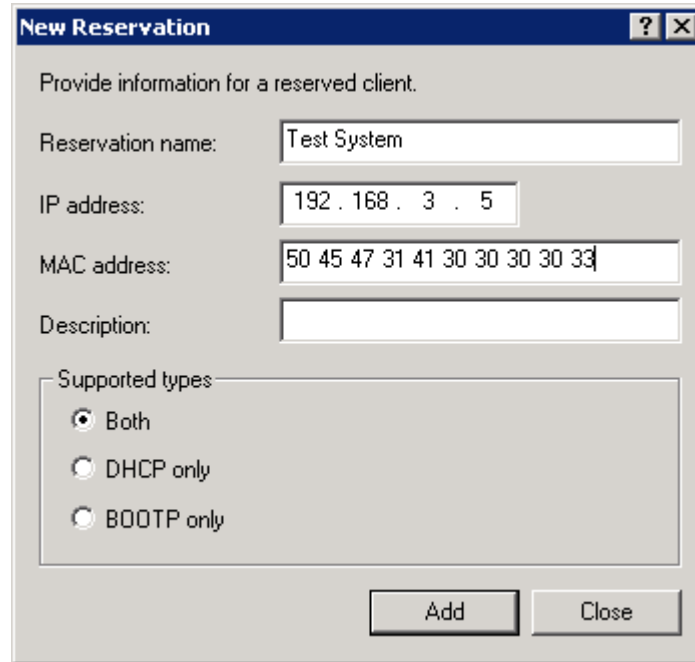 New Reservation
Provide information for a reserved client.
Reservation name: Test System
IP address: 192 . 168 . 3 . 5
MAC address: 50 45 47 31 41 30 30 30 30 33
Description:
Supported types
Both
DHCP only
BOOTP only
Add Close